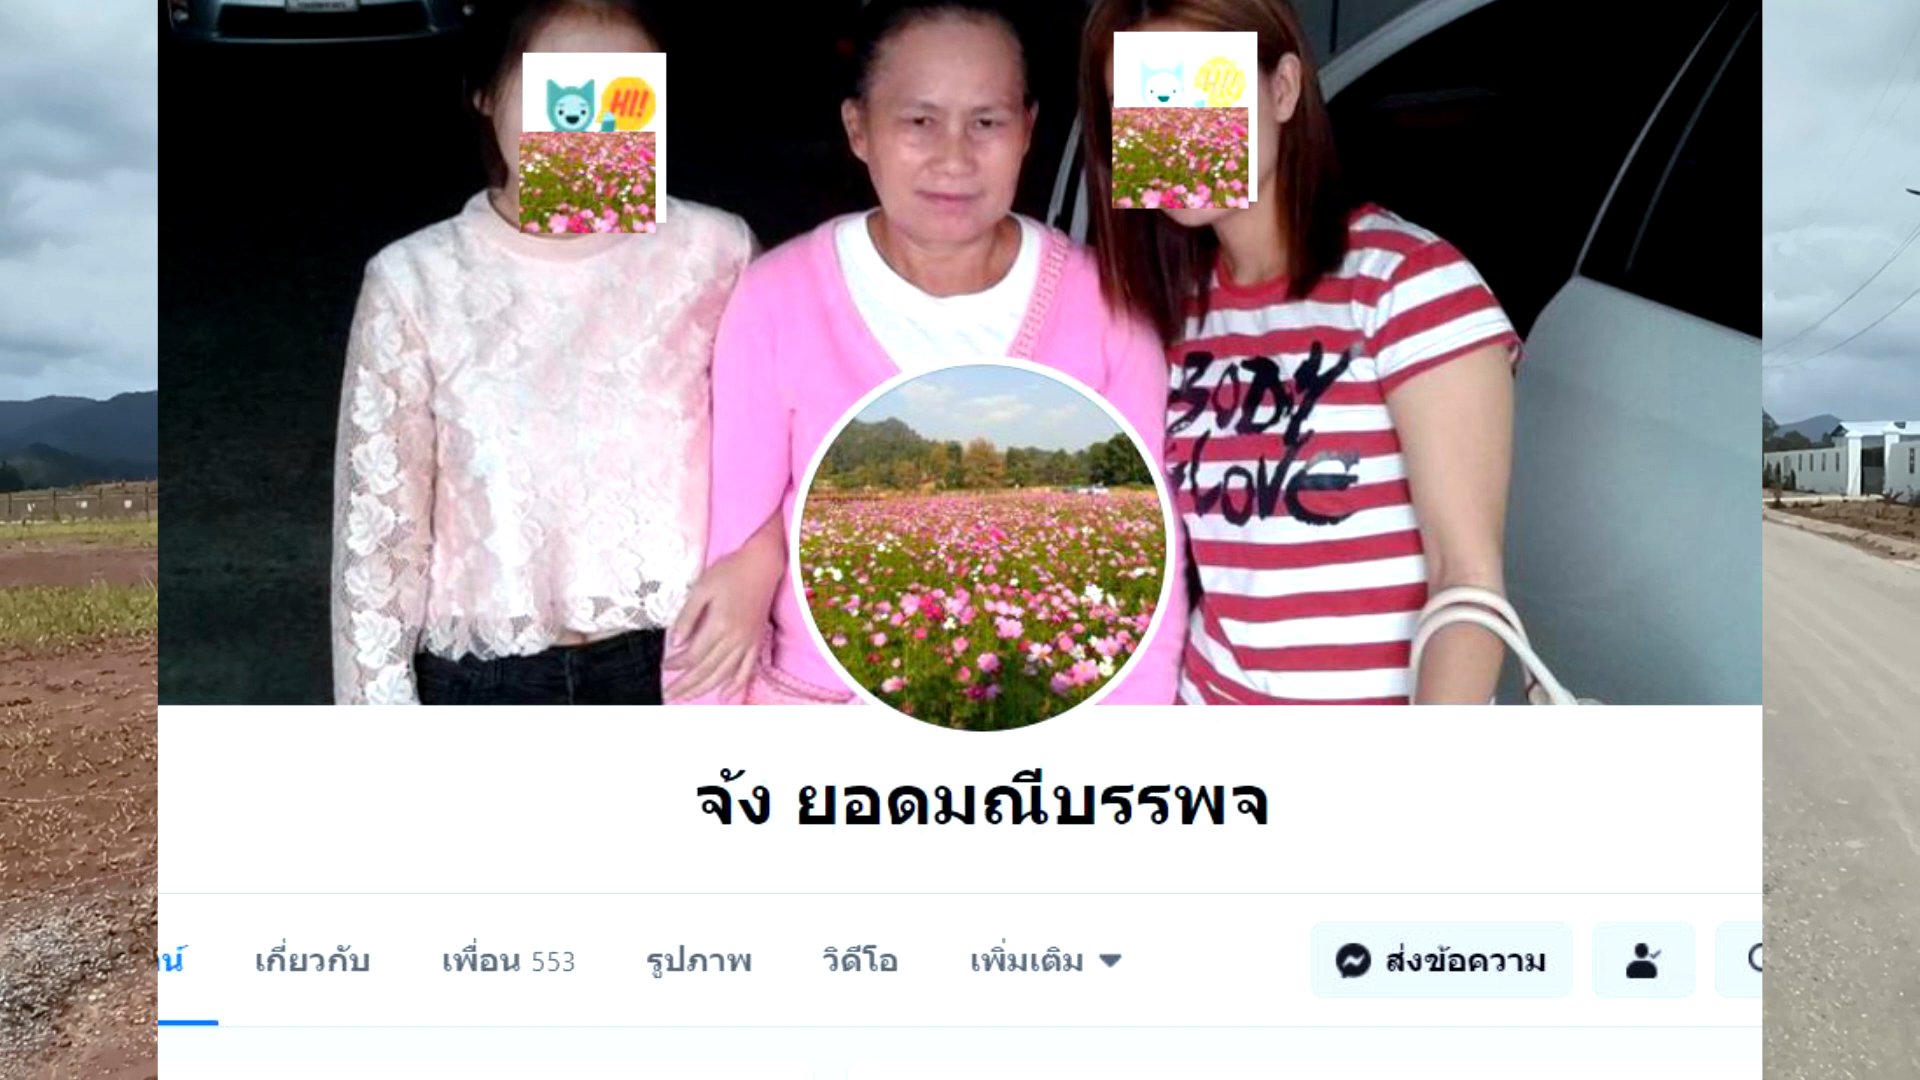 HI!
HI!
BODY
LOVE
จัง ยอดมณีบรรพจ
เกี่ยวกับ เพื่อน 553 รูปภาพ วิดีโอ เพิ่มเติม ส่งข้อความ